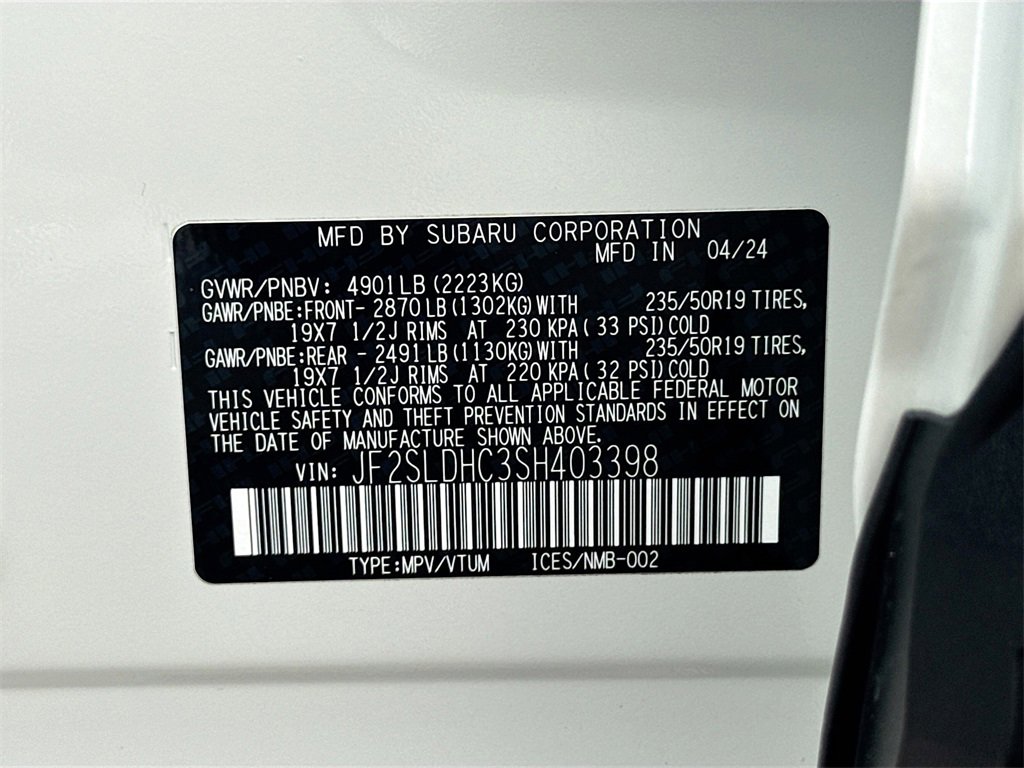 MFD BY SUBARU CORPORATION
MFD IN 04/24
GVWR/PNBV: 4901LB(2223KG)
GAWR/PNBE:FRONT- 2870LB(1302KG)WITH 235/50R19 TIRES,
19X7 1/2J RIMS AT 230 KPA( 33 PSI)COLD
GAWR/PNBE:REAR - 2491LB(1130KG)WITH 235/50R19 TIRES,
19X7 1/2J RIMS AT 220 KPA( 32 PSI)COLD
THIS VEHICLE CONFORMS TO ALL APPLICABLE FEDERAL MOTOR
VEHICLE SAFETY AND THEFT PREVENTION STANDARDS IN EFFECT ON
THE DATE OF MANUFACTURE SHOWN ABOVE.
VIN: JF2SLDHC3SH403398
TYPE:MPV/VTUM ICES/NMB-002